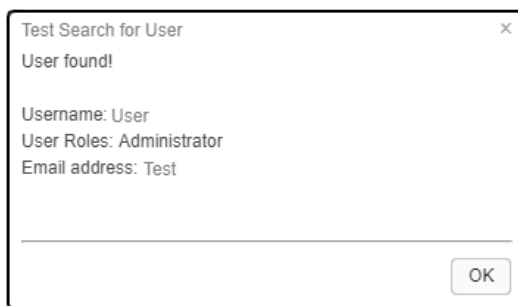 Test Search for User ×
User found!
Username: User
User Roles: Administrator
Email address: Test
OK